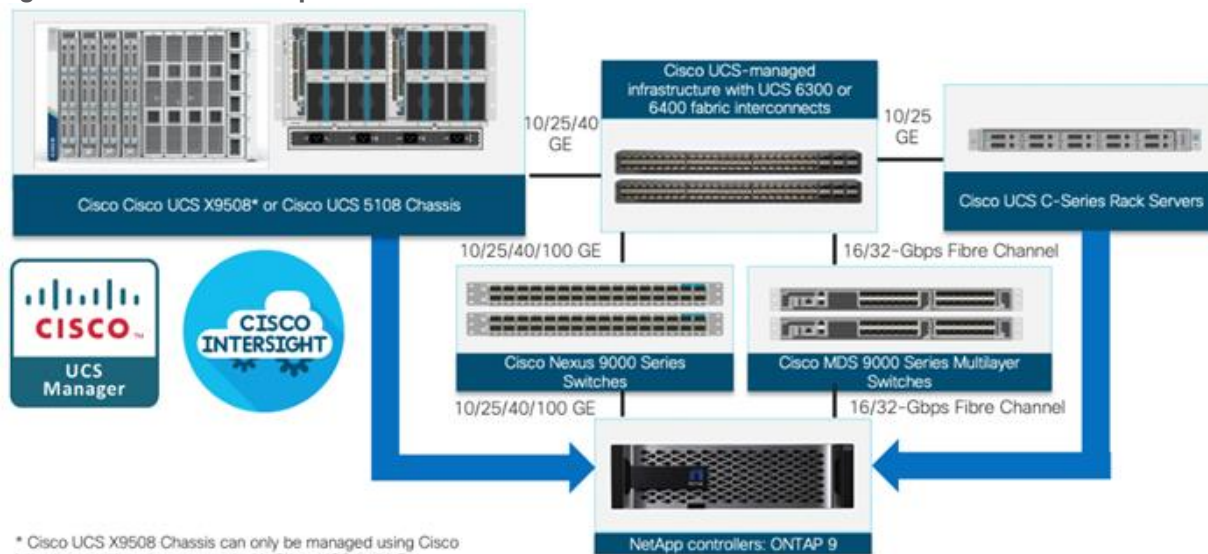 Cisco UCS-managed
infrastructure with UCS 6300 or
6400 fabric interconnects
10/25/40
GE
10/25
GE
Cisco Cisco UCS X9508* or Cisco UCS 5108 Chassis
Cisco UCS C-Series Rack Servers
10/25/40/100 GE
16/32-Gbps Fibre Channel
CISCO
UCS
Manager
CISCO
INTERSIGHT
Cisco Nexus 9000 Series
Switches
Cisco MDS 9000 Series Multilayer
Switches
10/25/40/100 GE
16/32-Gbps Fibre Channel
* Cisco UCS X9508 Chassis can only be managed using Cisco
NetApp controllers: ONTAP 9